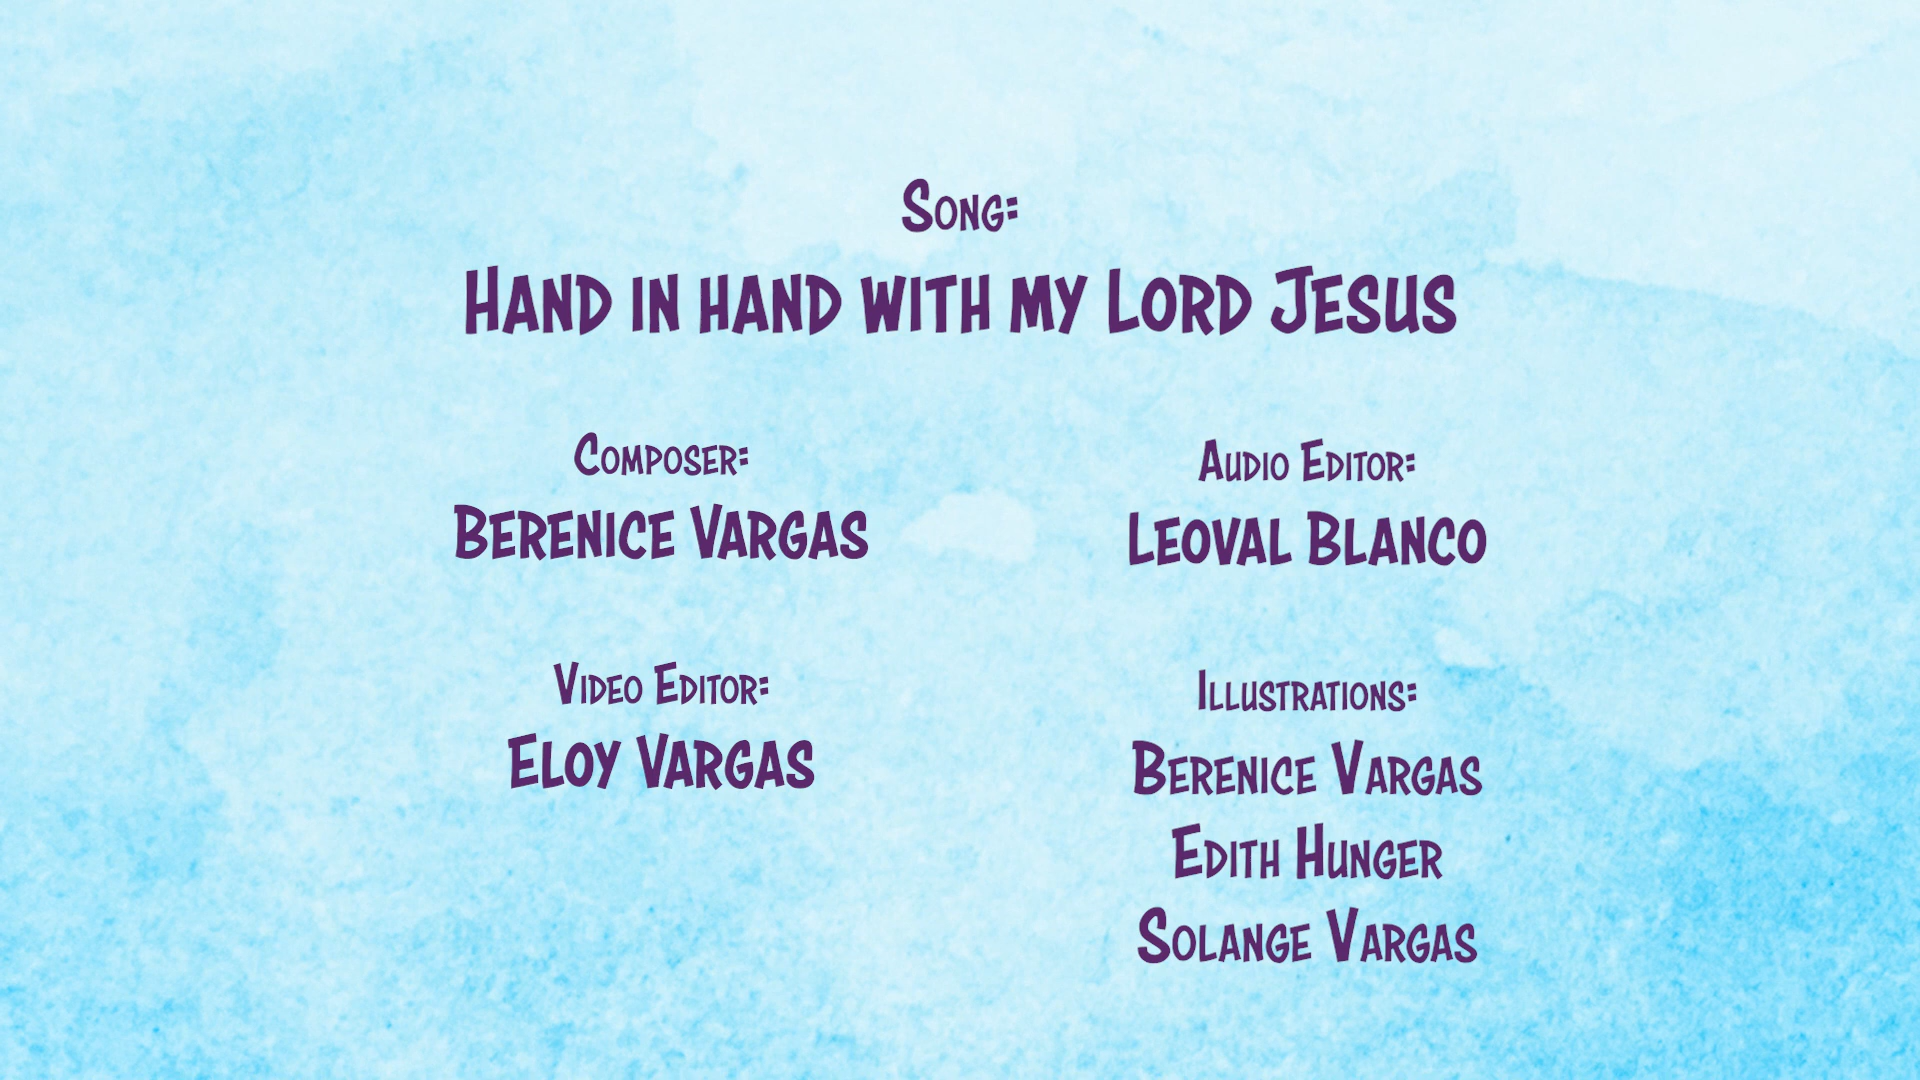 Song:
Hand in hand with my Lord Jesus
Composer:
Berenice Vargas
Audio Editor:
Leoval Blanco
Video Editor:
Eloy Vargas
Illustrations:
Berenice Vargas
Edith Hunger
Solange Vargas